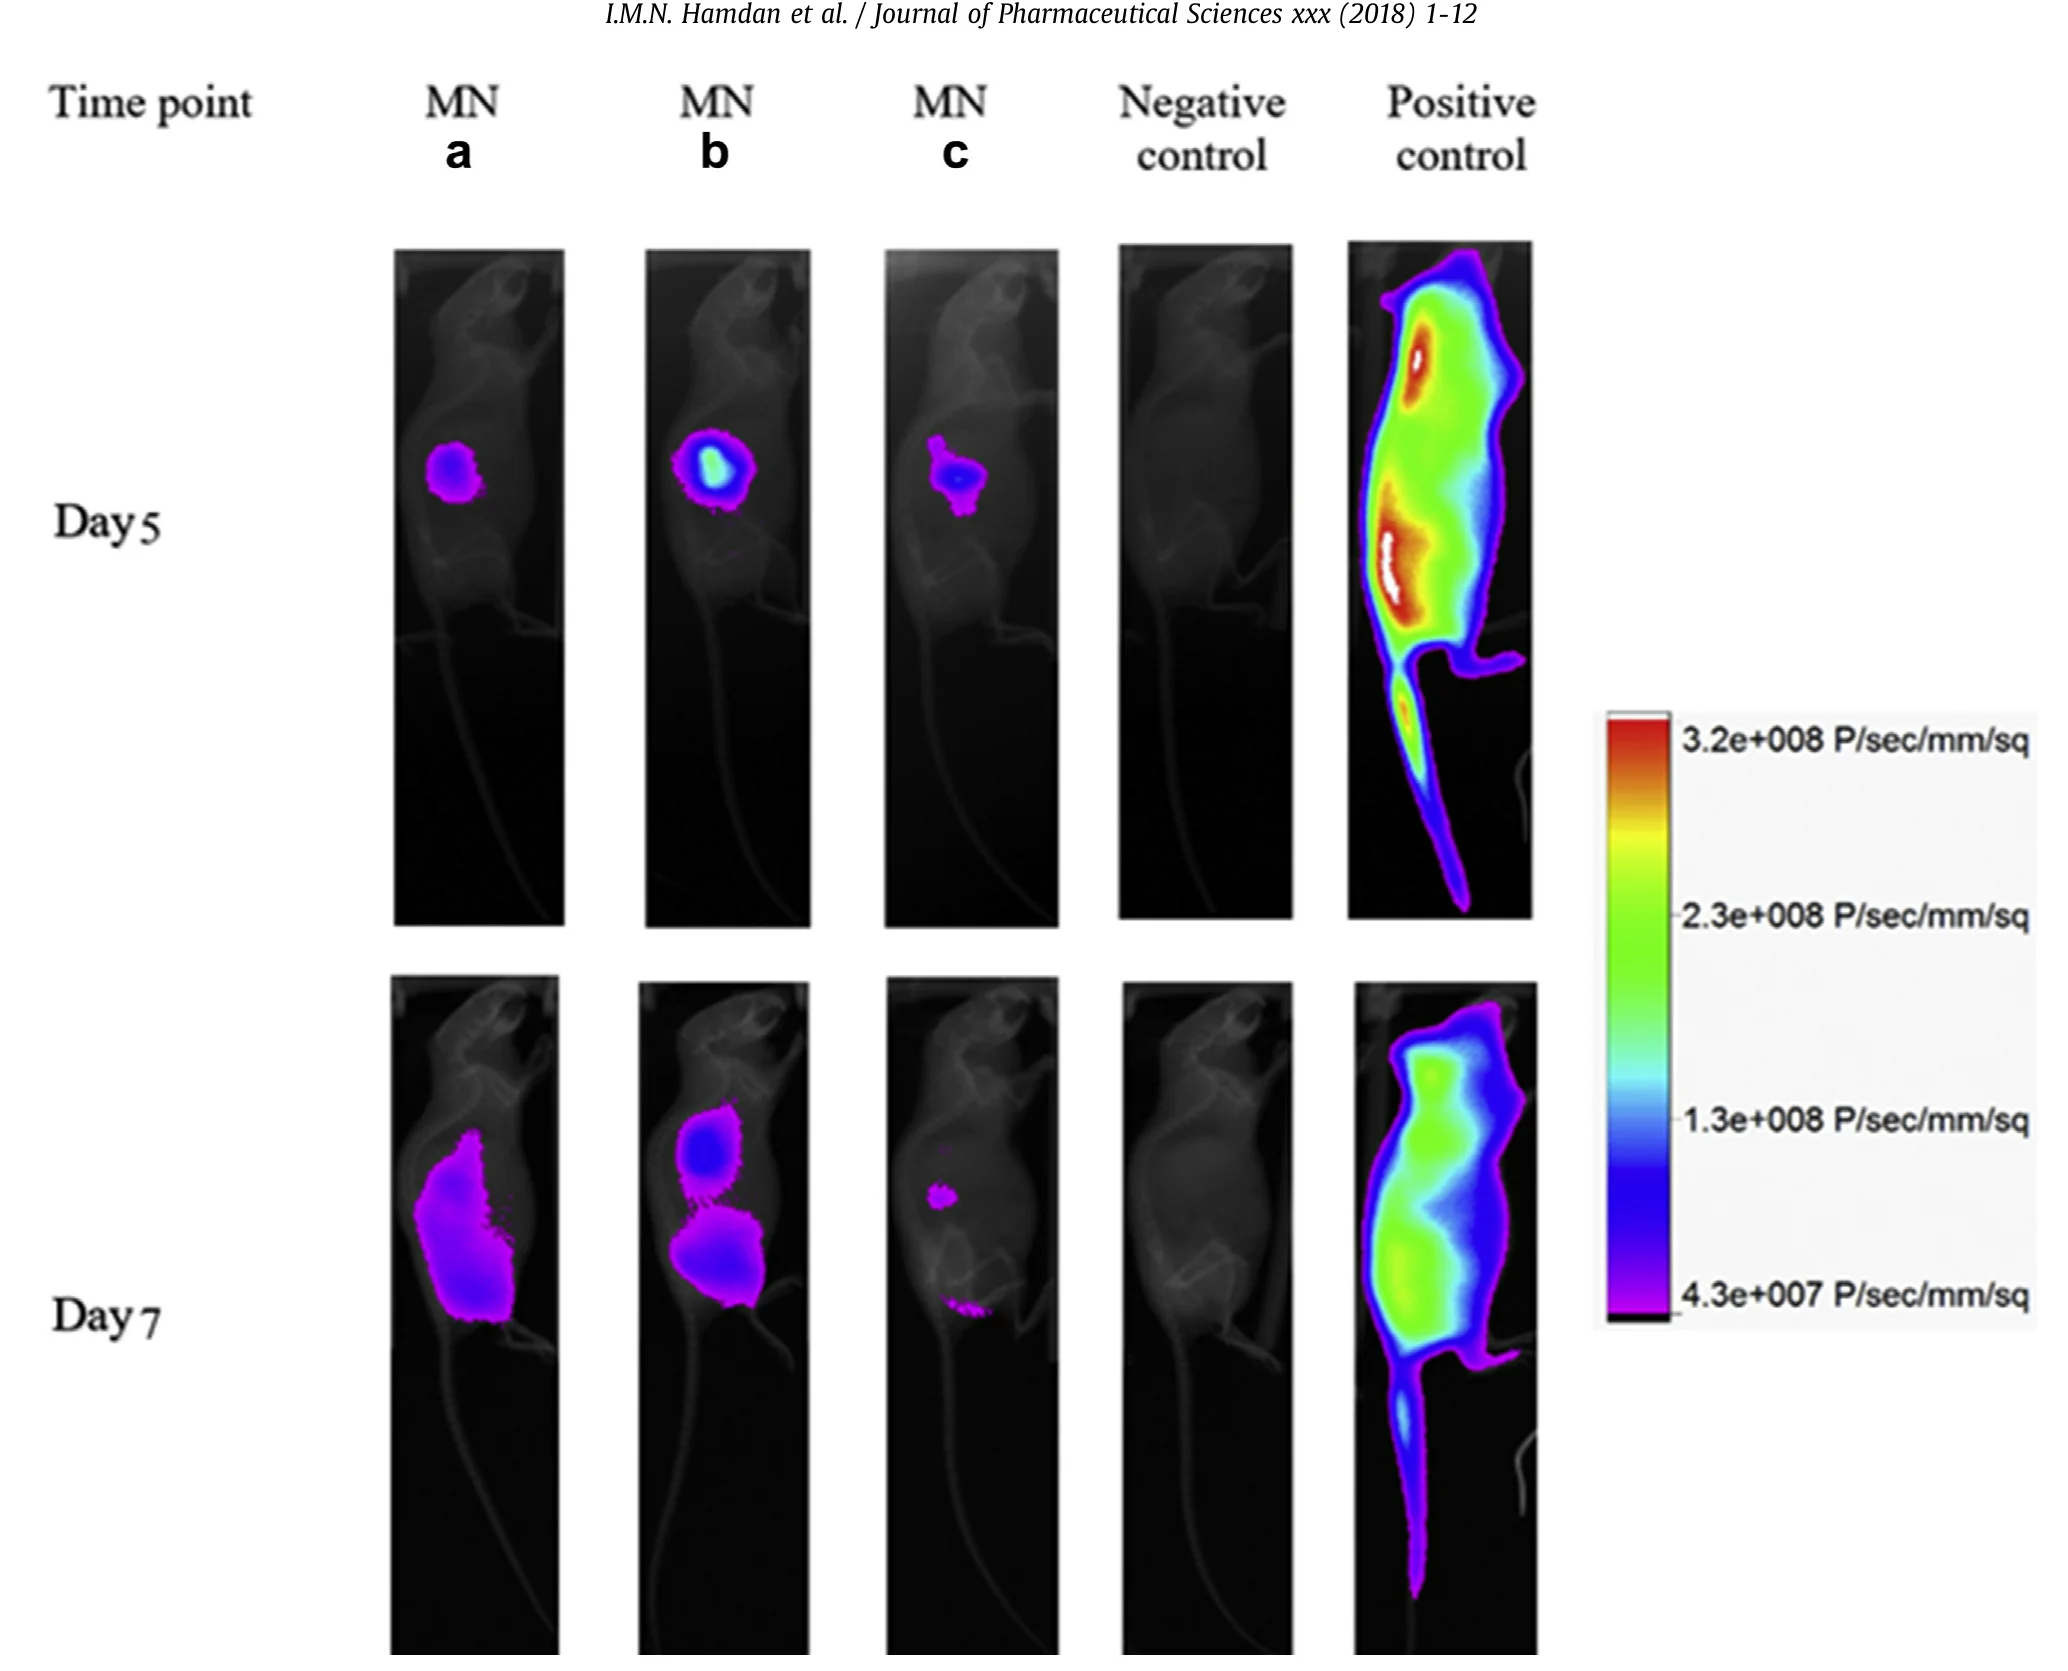 I.M.N. Hamdan et al. / Journal of Pharmaceutical Sciences xxx (2018) 1-12
Time point MN MN MN Negative Positive
a b c control control
Day 5
3.2e+008 P/sec/mm/sq
2.3e+008 P/sec/mm/sq
1.3e+008 P/sec/mm/sq
4.3e+007 P/sec/mm/sq
Day 7